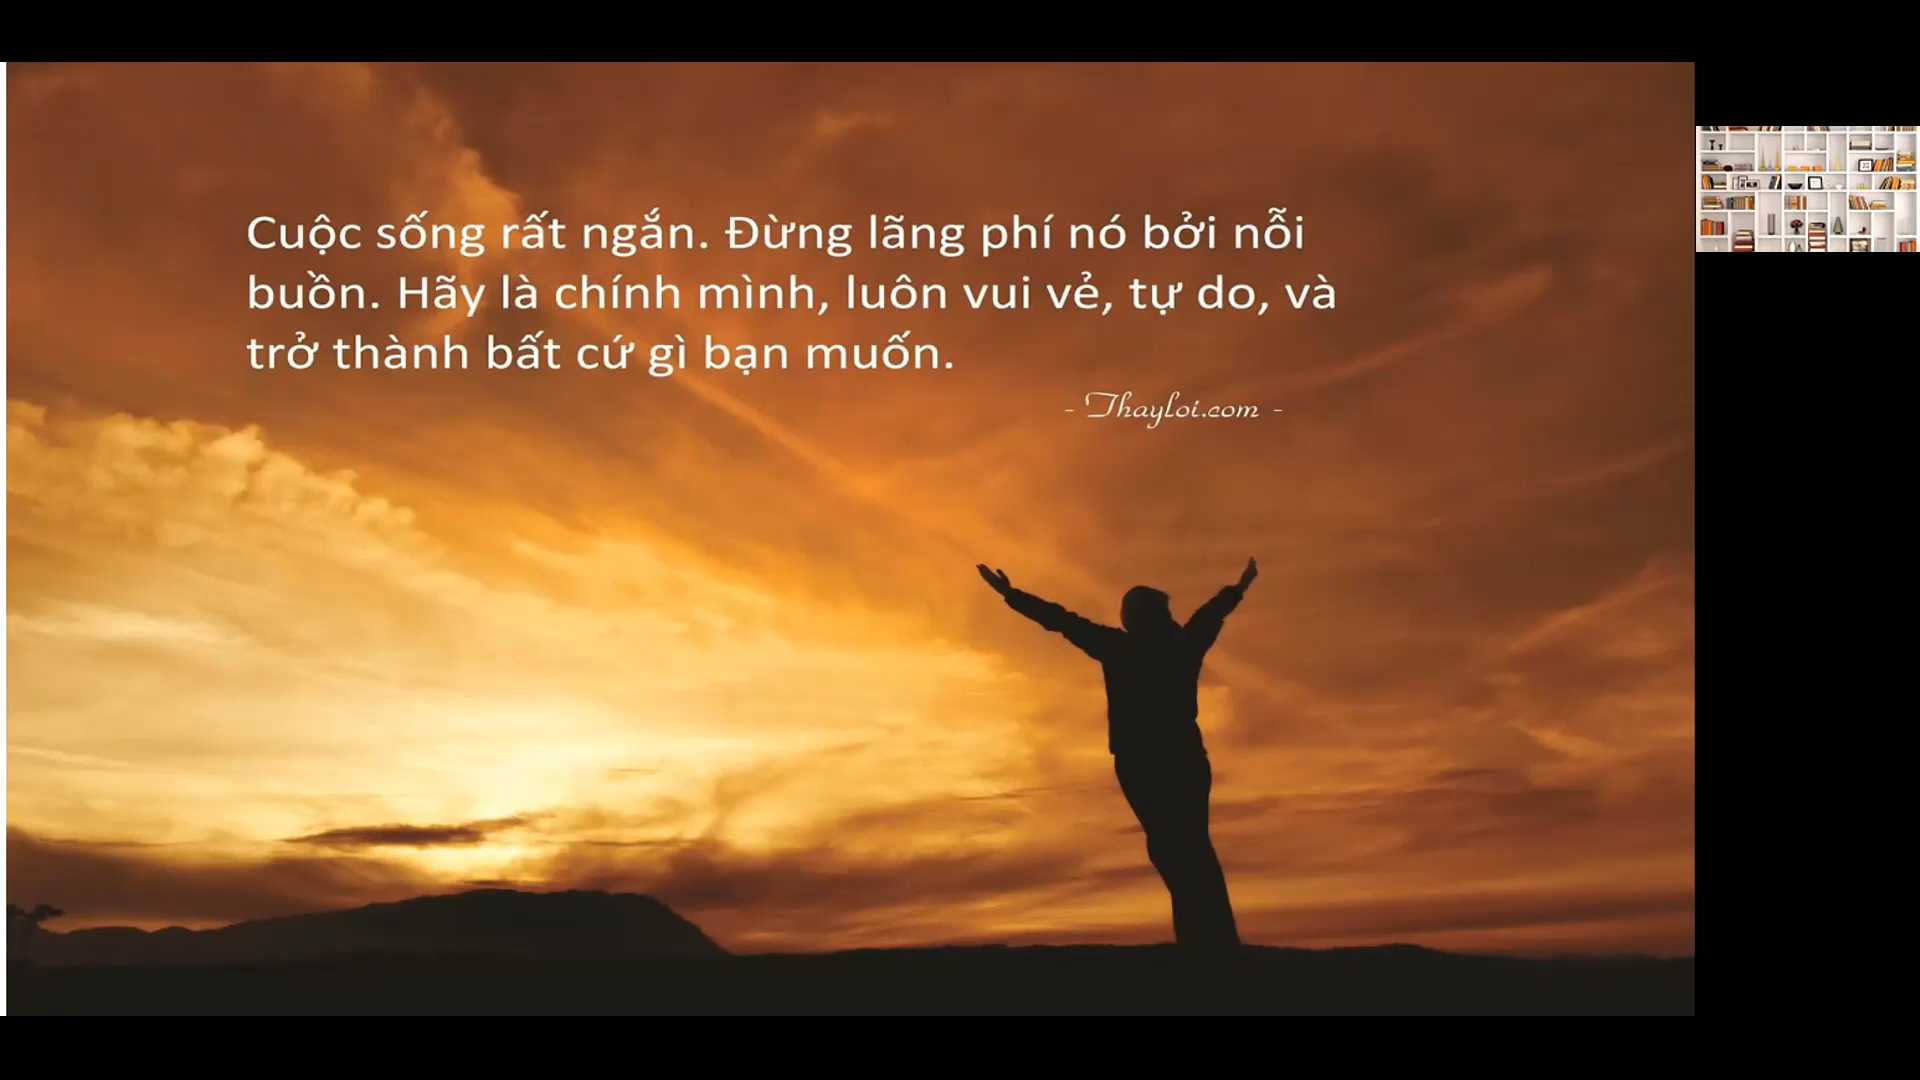 Cuộc sống rất ngắn. Đừng lãng phí nó bởi nỗi
buồn. Hãy là chính mình, luôn vui vẻ, tự do, và
trở thành bất cứ gì bạn muốn.
- Thayloi.com -